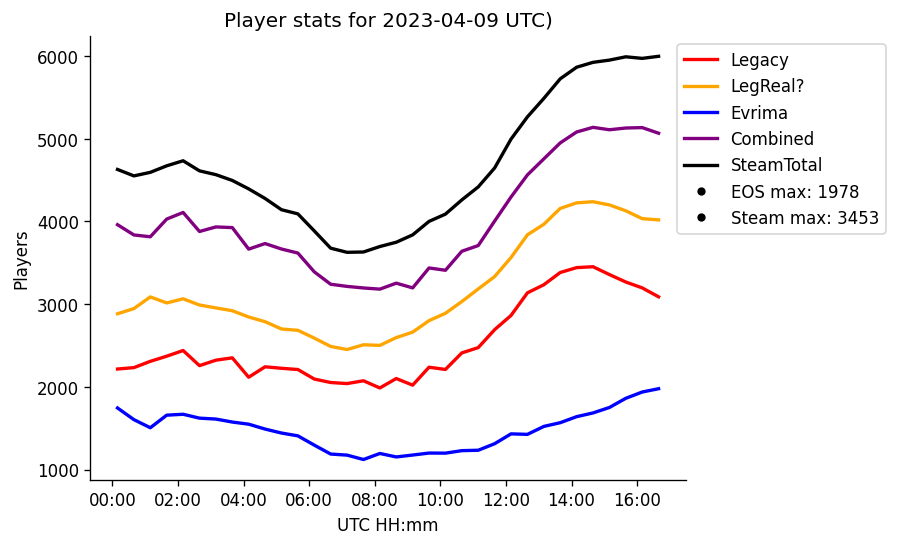 Player stats for 2023-04-09 UTC)
6000
5000
4000
3000
2000
1000
Players
00:00 02:00 04:00 06:00 08:00 10:00 12:00 14:00 16:00
UTC HH:mm
Legacy
LegReal?
Evrima
Combined
SteamTotal
EOS max: 1978
Steam max: 3453